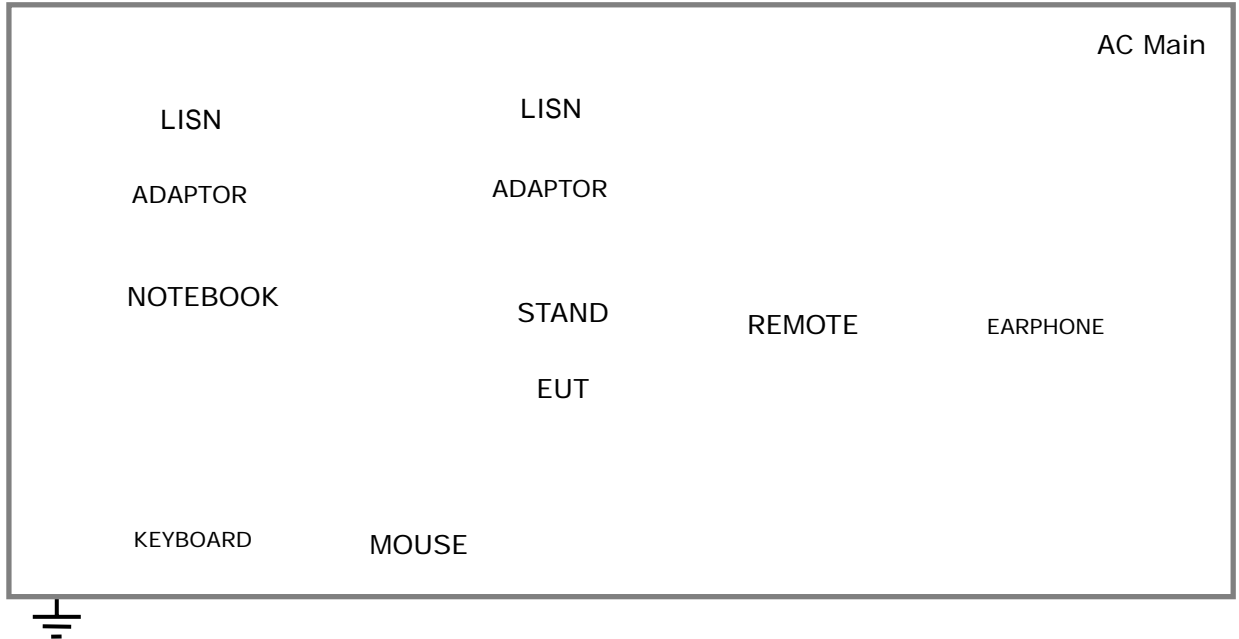 AC Main
LISN LISN
ADAPTOR ADAPTOR
NOTEBOOK STAND REMOTE EARPHONE
EUT
KEYBOARD MOUSE